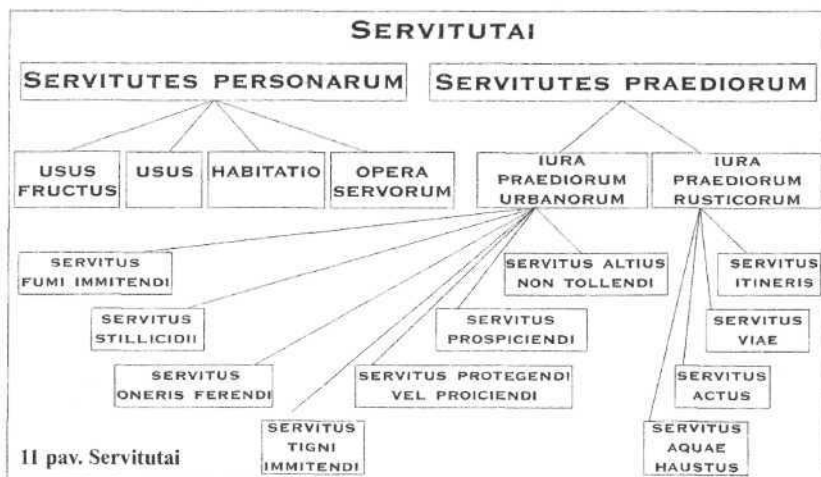 SERVITUTAI
SERVITUTES PERSONARUM
SERVITUTES PRAEDIORUM
USUS
FRUCTUS
USUS
HABITATIO
OPERA
SERVORUM
IURA
PRAEDIORUM
URBANORUM
IURA
PRAEDIORUM
RUSTICORUM
SERVITUS
FUMI IMMITENDI
SERVITUS ALTIUS
NON TOLLENDI
SERVITUS
ITINERIS
SERVITUS
STILLICIDII
SERVITUS
PROSPICIENDI
SERVITUS
VIAE
SERVITUS
ONERIS FERENDI
SERVITUS PROTEGENDI
VEL PROICIENDI
SERVITUS
ACTUS
SERVITUS
TIGNI
IMMITENDI
SERVITUS
AQUAE
HAUSTUS
11 pav. Servitutai